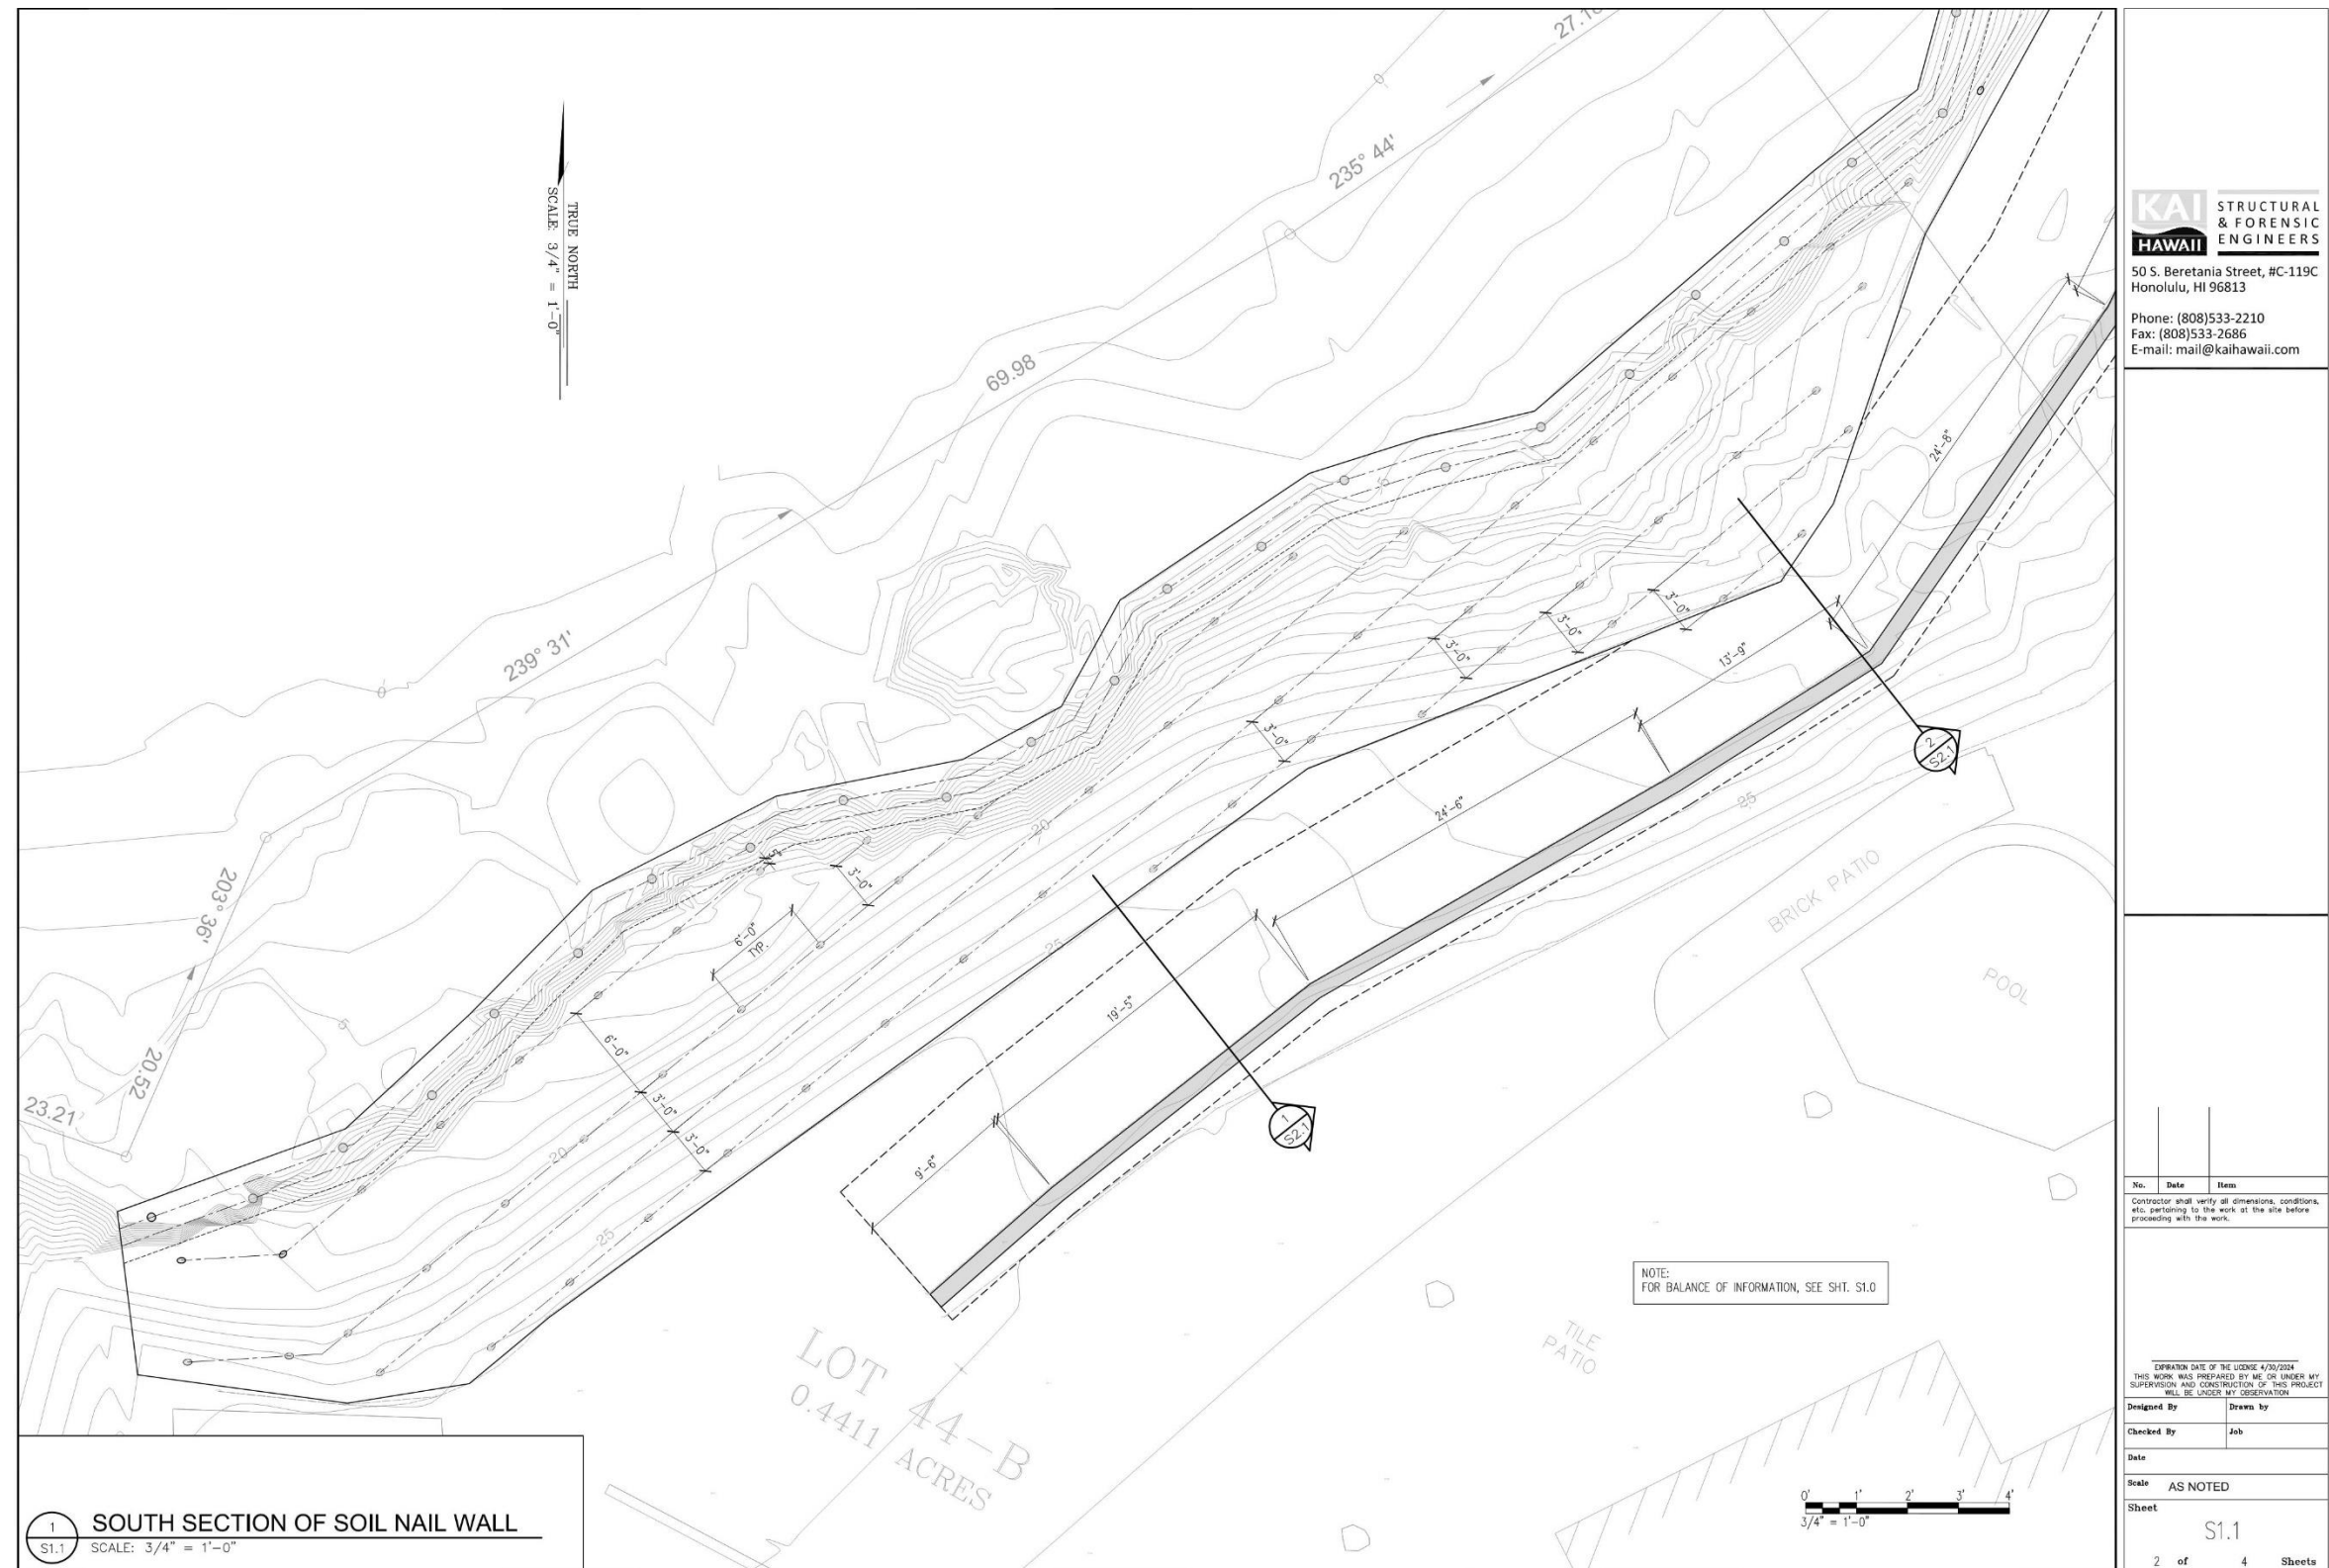 27.16
235° 44'
TRUE NORTH
SCALE: 3/4" = 1'-0"
69.98
239° 31'
203° 36'
20.52
23.21
0
0
0
5
24'-8"
3'-0"
3'-0"
3'-0"
3'-0"
13'-9"
24'-6"
19'-5"
9'-6"
3'-0"
6'-0"
TYP.
6'-0"
3'-0"
3'-0"
20
20
25
25
25
2
S2.1
1
S2.1
BRICK PATIO
POOL
TILE
PATIO
LOT 44-B
0.4411 ACRES
NOTE:
FOR BALANCE OF INFORMATION, SEE SHT. S1.0
0' 1' 2' 3' 4'
3/4" = 1'-0"
1
S1.1
SOUTH SECTION OF SOIL NAIL WALL
SCALE: 3/4" = 1'-0"
KAI
HAWAII
STRUCTURAL
& FORENSIC
ENGINEERS
50 S. Beretania Street, #C-119C
Honolulu, HI 96813
Phone: (808)533-2210
Fax: (808)533-2686
E-mail: mail@kaihawaii.com
No. Date Item
Contractor shall verify all dimensions, conditions,
etc. pertaining to the work at the site before
proceeding with the work.
EXPIRATION DATE OF THE LICENSE 4/30/2024
THIS WORK WAS PREPARED BY ME OR UNDER MY
SUPERVISION AND CONSTRUCTION OF THIS PROJECT
WILL BE UNDER MY OBSERVATION
Designed By Drawn by
Checked By Job
Date
Scale AS NOTED
Sheet
S1.1
2 of 4 Sheets